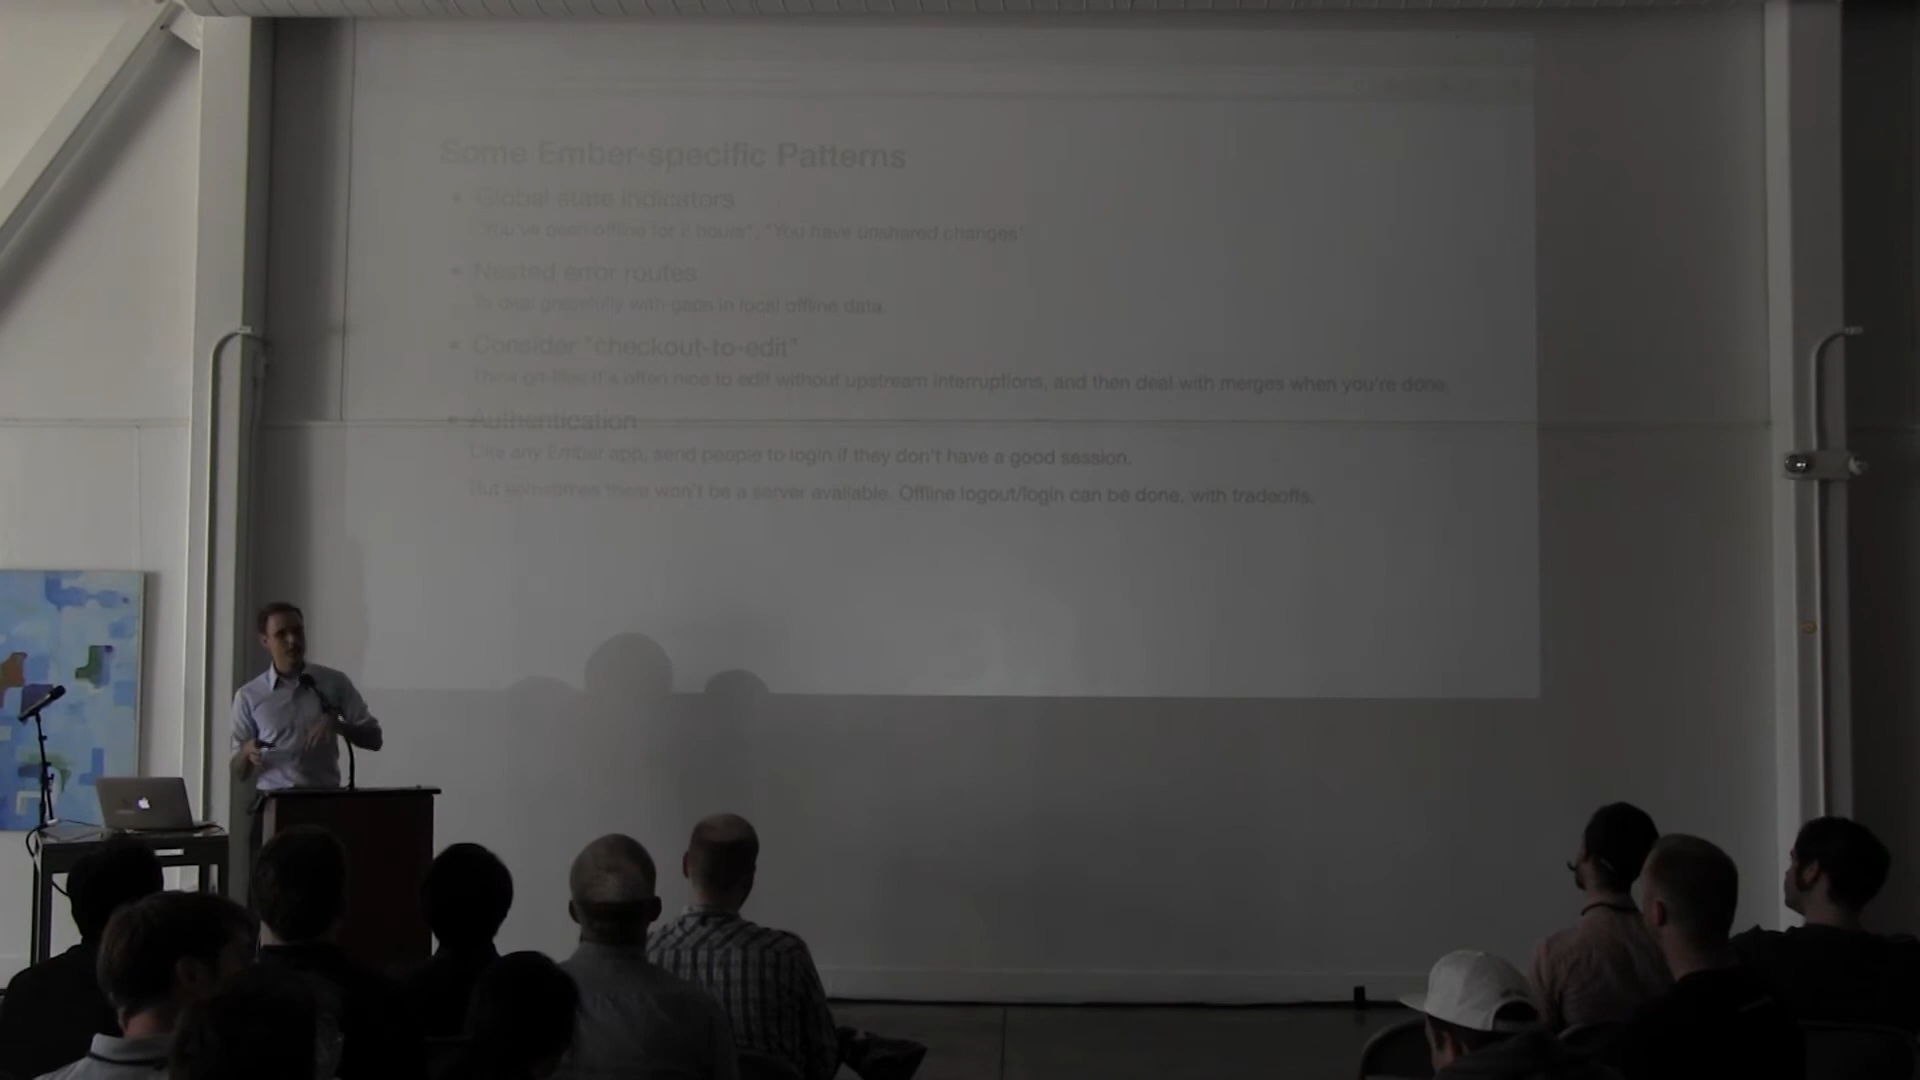 Some Ember-specific Patterns
• Global state indicators
"You've been offline for 3 hours", "You have unshared changes"
• Nested error routes
To deal gracefully with gaps in local offline data.
• Consider "checkout-to-edit"
Think git-like: it's often nice to edit without upstream interruptions, and then deal with merges when you're done.
• Authentication
Like any Ember app, send people to login if they don't have a good session.
But sometimes there won't be a server available. Offline logout/login can be done, with tradeoffs.